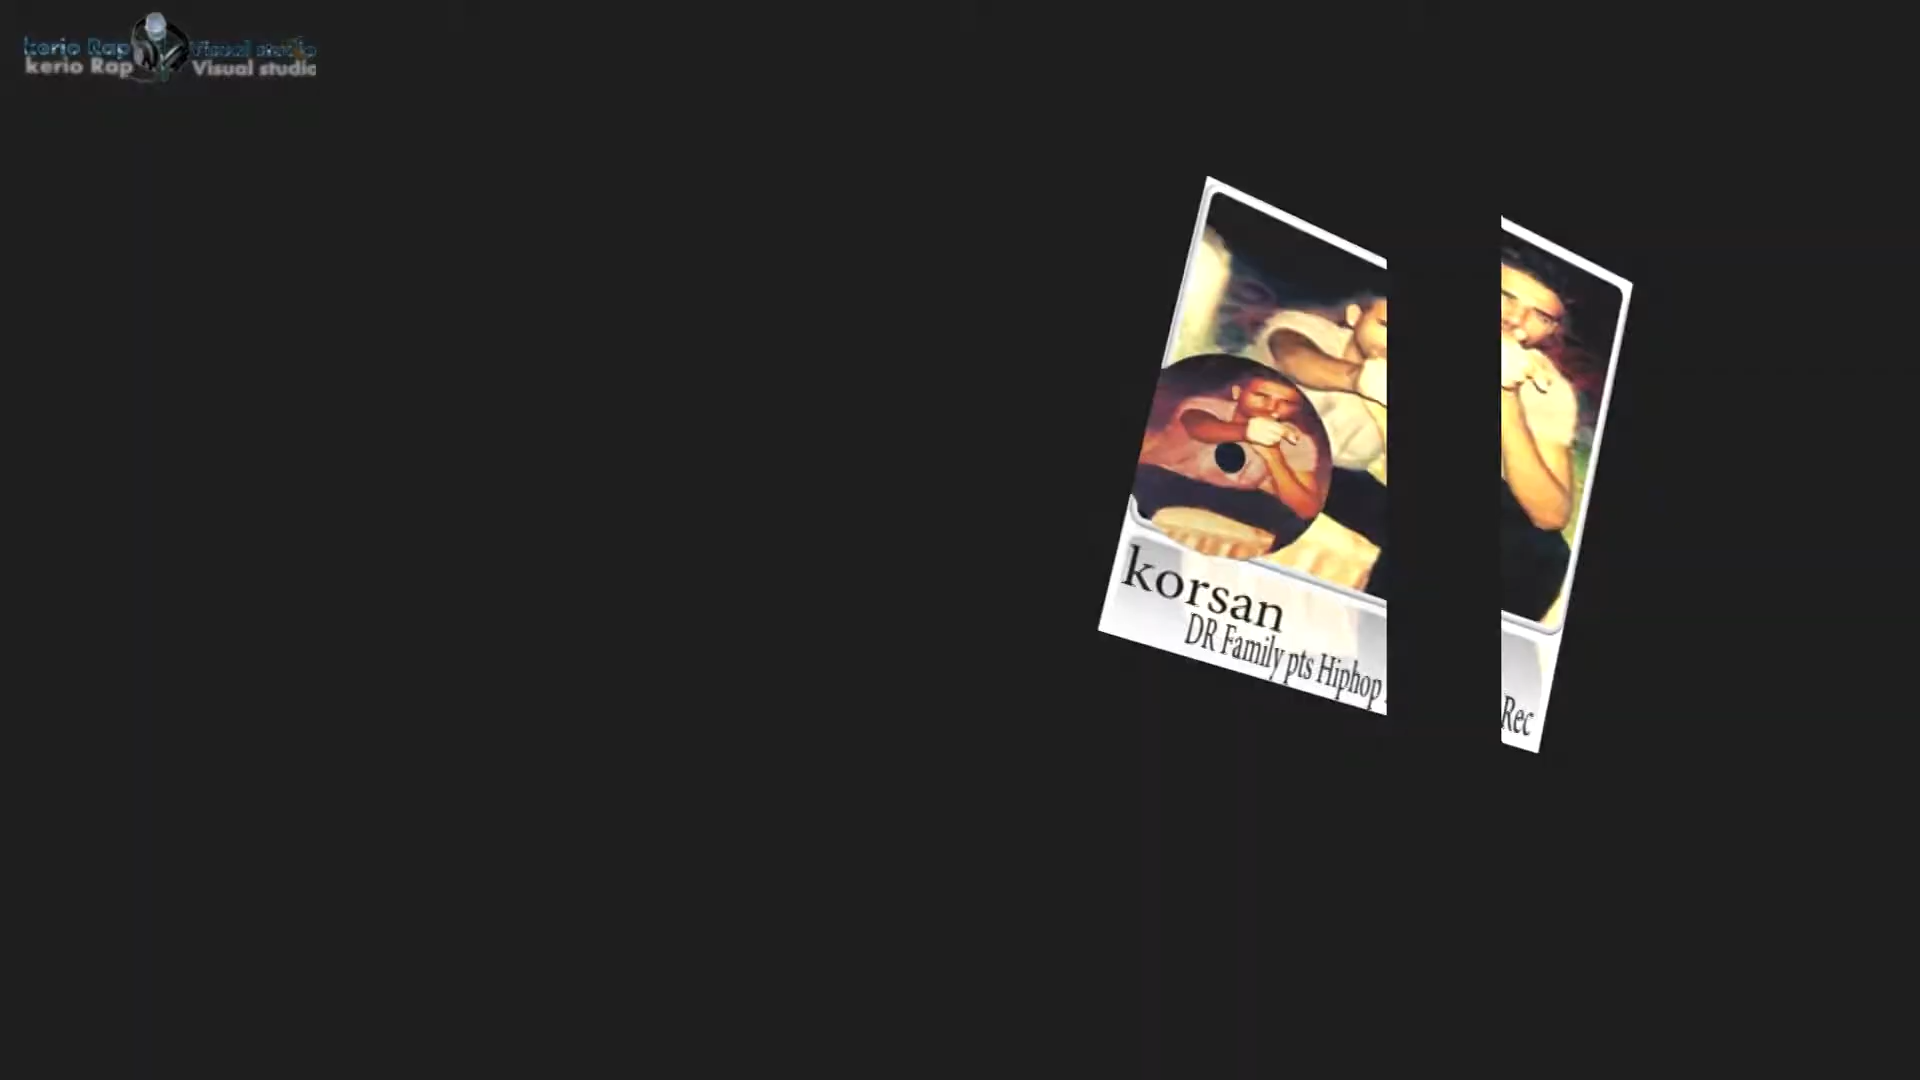 kerio Rap Visual studio
kerio Rap Visual studio
korsan
DR Family pts Hiphop
Rec